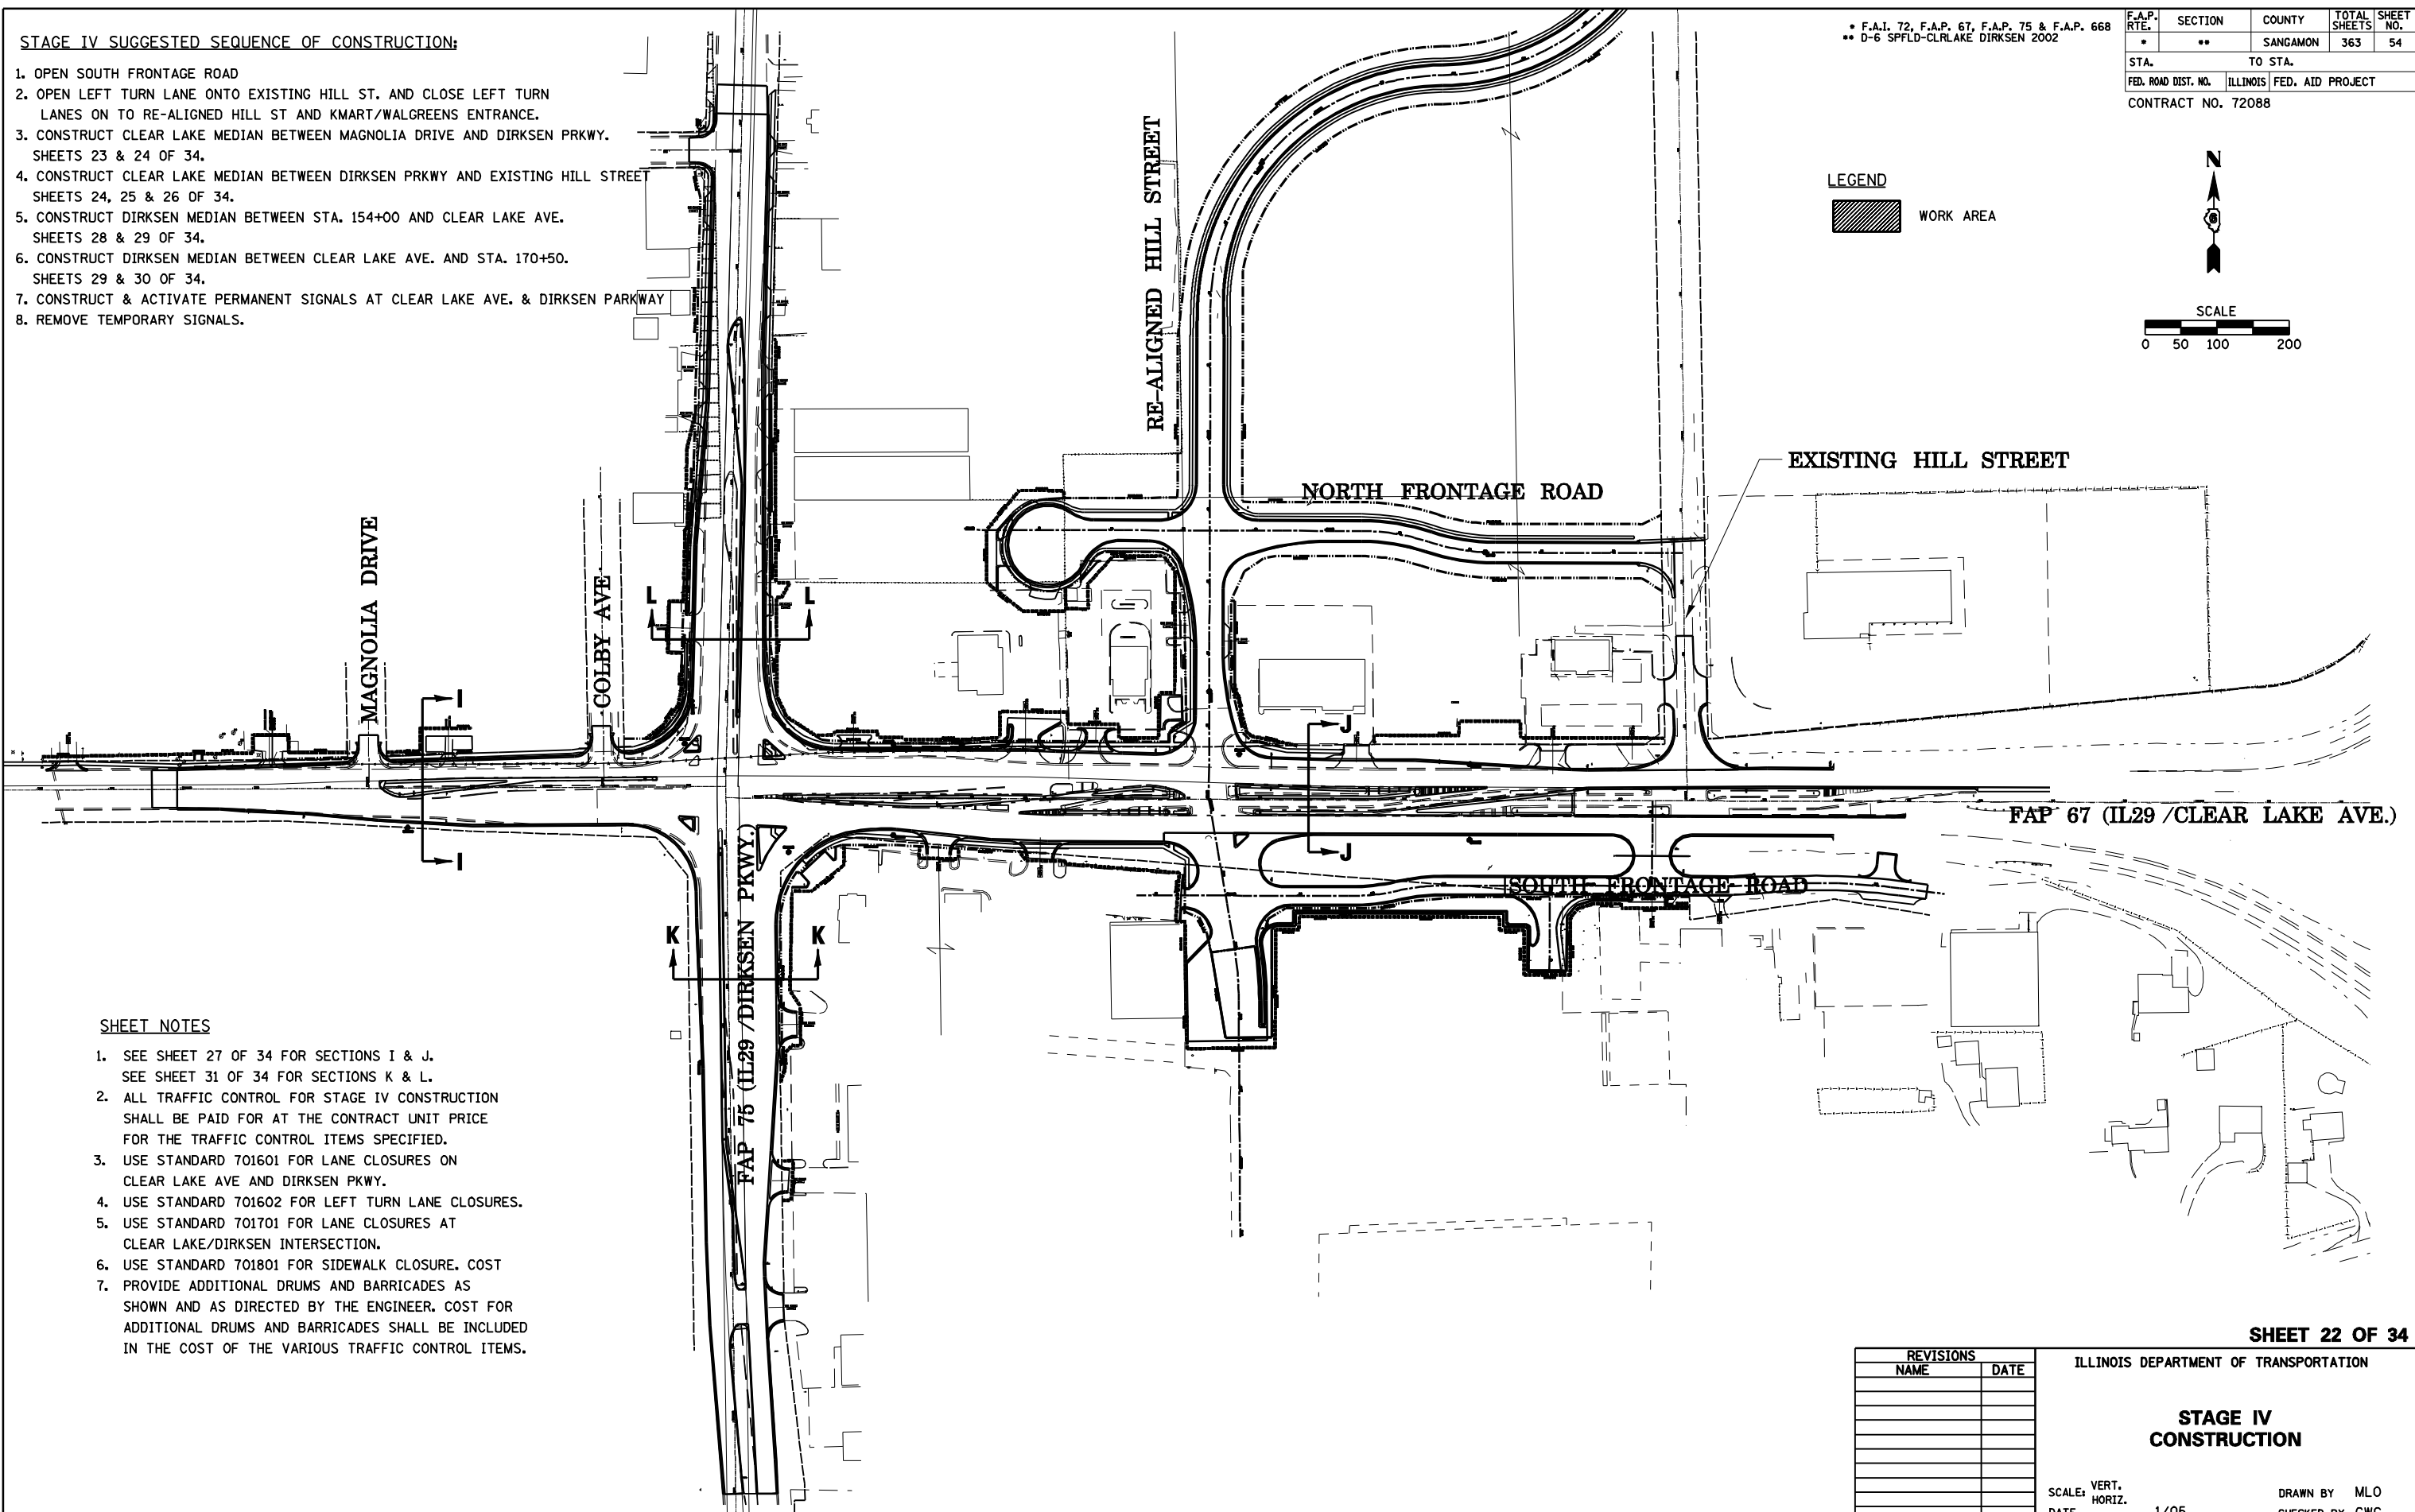 STAGE IV SUGGESTED SEQUENCE OF CONSTRUCTION:
1. OPEN SOUTH FRONTAGE ROAD
2. OPEN LEFT TURN LANE ONTO EXISTING HILL ST. AND CLOSE LEFT TURN
LANES ON TO RE-ALIGNED HILL ST AND KMART/WALGREENS ENTRANCE.
3. CONSTRUCT CLEAR LAKE MEDIAN BETWEEN MAGNOLIA DRIVE AND DIRKSEN PRKWY.
SHEETS 23 & 24 OF 34.
4. CONSTRUCT CLEAR LAKE MEDIAN BETWEEN DIRKSEN PRKWY AND EXISTING HILL STREET
SHEETS 24, 25 & 26 OF 34.
5. CONSTRUCT DIRKSEN MEDIAN BETWEEN STA. 154+00 AND CLEAR LAKE AVE.
SHEETS 28 & 29 OF 34.
6. CONSTRUCT DIRKSEN MEDIAN BETWEEN CLEAR LAKE AVE. AND STA. 170+50.
SHEETS 29 & 30 OF 34.
7. CONSTRUCT & ACTIVATE PERMANENT SIGNALS AT CLEAR LAKE AVE. & DIRKSEN PARKWAY
8. REMOVE TEMPORARY SIGNALS.
* F.A.I. 72, F.A.P. 67, F.A.P. 75 & F.A.P. 668
** D-6 SPFLD-CLRLAKE DIRKSEN 2002
F.A.P. RTE. SECTION COUNTY TOTAL SHEETS SHEET NO.
* ** SANGAMON 363 54
STA. TO STA.
FED. ROAD DIST. NO. ILLINOIS FED. AID PROJECT
CONTRACT NO. 72088
N
6
LEGEND
WORK AREA
SCALE
0 50 100 200
RE-ALIGNED HILL STREET
EXISTING HILL STREET
NORTH FRONTAGE ROAD
MAGNOLIA DRIVE
COLBY AVE
L L
I
I
J
J
FAP 67 (IL29 /CLEAR LAKE AVE.)
SOUTH FRONTAGE ROAD
K K
FAP 75 (IL29 /DIRKSEN PKWY.)
SHEET NOTES
1. SEE SHEET 27 OF 34 FOR SECTIONS I & J.
SEE SHEET 31 OF 34 FOR SECTIONS K & L.
2. ALL TRAFFIC CONTROL FOR STAGE IV CONSTRUCTION
SHALL BE PAID FOR AT THE CONTRACT UNIT PRICE
FOR THE TRAFFIC CONTROL ITEMS SPECIFIED.
3. USE STANDARD 701601 FOR LANE CLOSURES ON
CLEAR LAKE AVE AND DIRKSEN PKWY.
4. USE STANDARD 701602 FOR LEFT TURN LANE CLOSURES.
5. USE STANDARD 701701 FOR LANE CLOSURES AT
CLEAR LAKE/DIRKSEN INTERSECTION.
6. USE STANDARD 701801 FOR SIDEWALK CLOSURE. COST
7. PROVIDE ADDITIONAL DRUMS AND BARRICADES AS
SHOWN AND AS DIRECTED BY THE ENGINEER. COST FOR
ADDITIONAL DRUMS AND BARRICADES SHALL BE INCLUDED
IN THE COST OF THE VARIOUS TRAFFIC CONTROL ITEMS.
SHEET 22 OF 34
REVISIONS
NAME DATE
ILLINOIS DEPARTMENT OF TRANSPORTATION
STAGE IV
CONSTRUCTION
SCALE: VERT.
HORIZ.
DRAWN BY MLO
DATE 1/05
CHECKED BY CWC